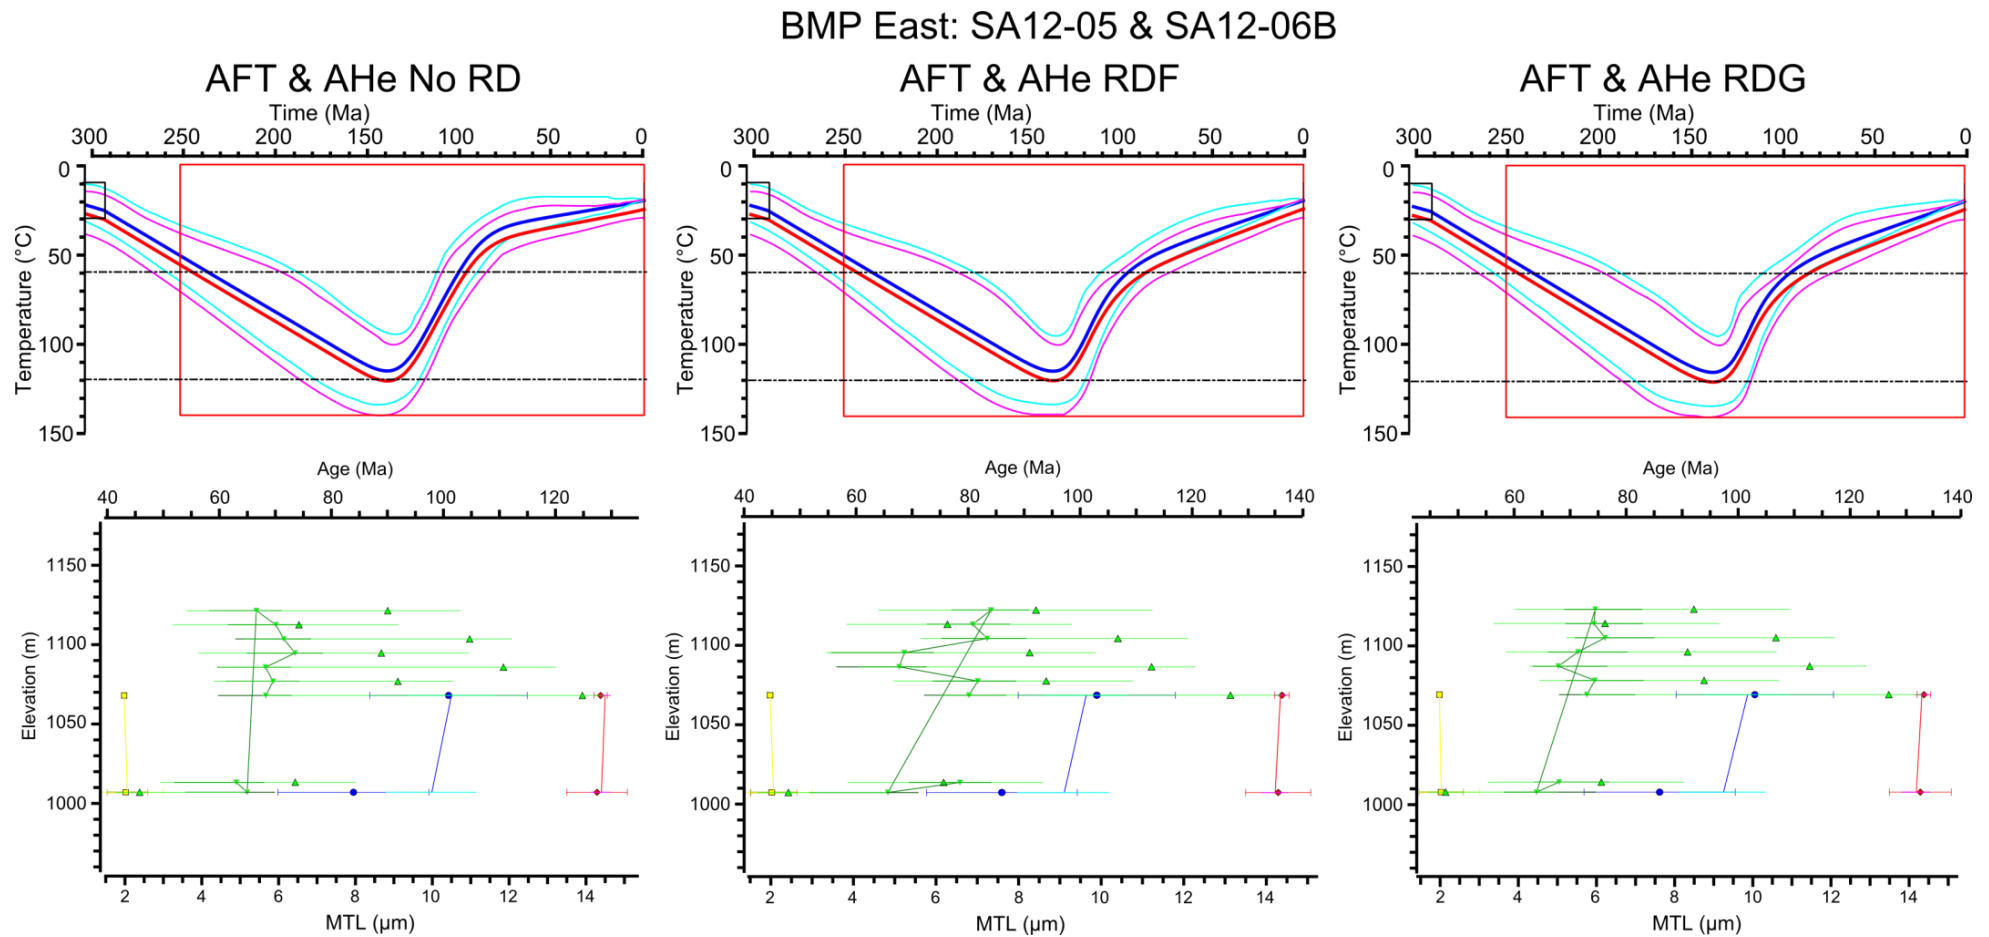 BMP East: SA12-05 & SA12-06B
AFT & AHe No RD
AFT & AHe RDF
AFT & AHe RDG
Time (Ma)
Time (Ma)
Time (Ma)
300 250 200 150 100 50 0
300 250 200 150 100 50 0
300 250 200 150 100 50 0
Temperature (°C)
0
50
100
150
Temperature (°C)
0
50
100
150
Temperature (°C)
0
50
100
150
Age (Ma)
Age (Ma)
Age (Ma)
40 60 80 100 120
40 60 80 100 120 140
60 80 100 120 140
Elevation (m)
1150
1100
1050
1000
Elevation (m)
1150
1100
1050
1000
Elevation (m)
1150
1100
1050
1000
2 4 6 8 10 12 14
2 4 6 8 10 12 14
2 4 6 8 10 12 14
MTL (µm)
MTL (µm)
MTL (µm)